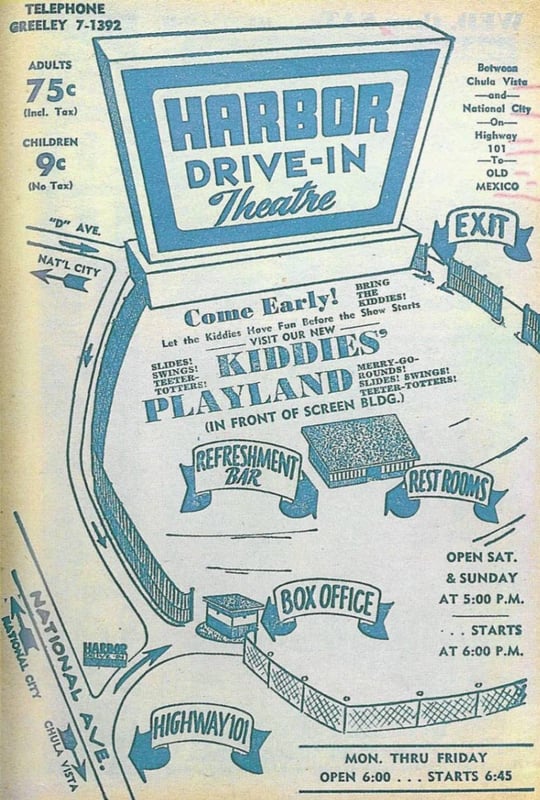 TELEPHONE
GREELEY 7-1392
ADULTS
75c
(Incl. Tax)
CHILDREN
9c
(No Tax)
HARBOR
DRIVE-IN
Theatre
Between
Chula Vista
—and—
National City
—On—
Highway
101
—To—
OLD
MEXICO
"D" AVE.
NAT'L CITY
EXIT
Come Early!
BRING
THE
KIDDIES!
Let the Kiddies Have Fun Before the Show Starts
VISIT OUR NEW
SLIDES!
SWINGS!
TEETER-
TOTTERS!
KIDDIES'
PLAYLAND
MERRY-GO-
ROUNDS!
SLIDES! SWINGS!
TEETER-TOTTERS!
(IN FRONT OF SCREEN BLDG.)
REFRESHMENT
BAR
REST ROOMS
OPEN SAT.
& SUNDAY
AT 5:00 P.M.
. . . STARTS
AT 6:00 P.M.
BOX OFFICE
HARBOR
DRIVE-IN
NATIONAL AVE.
NATIONAL CITY
CHULA VISTA
HIGHWAY 101
MON. THRU FRIDAY
OPEN 6:00 . . . STARTS 6:45